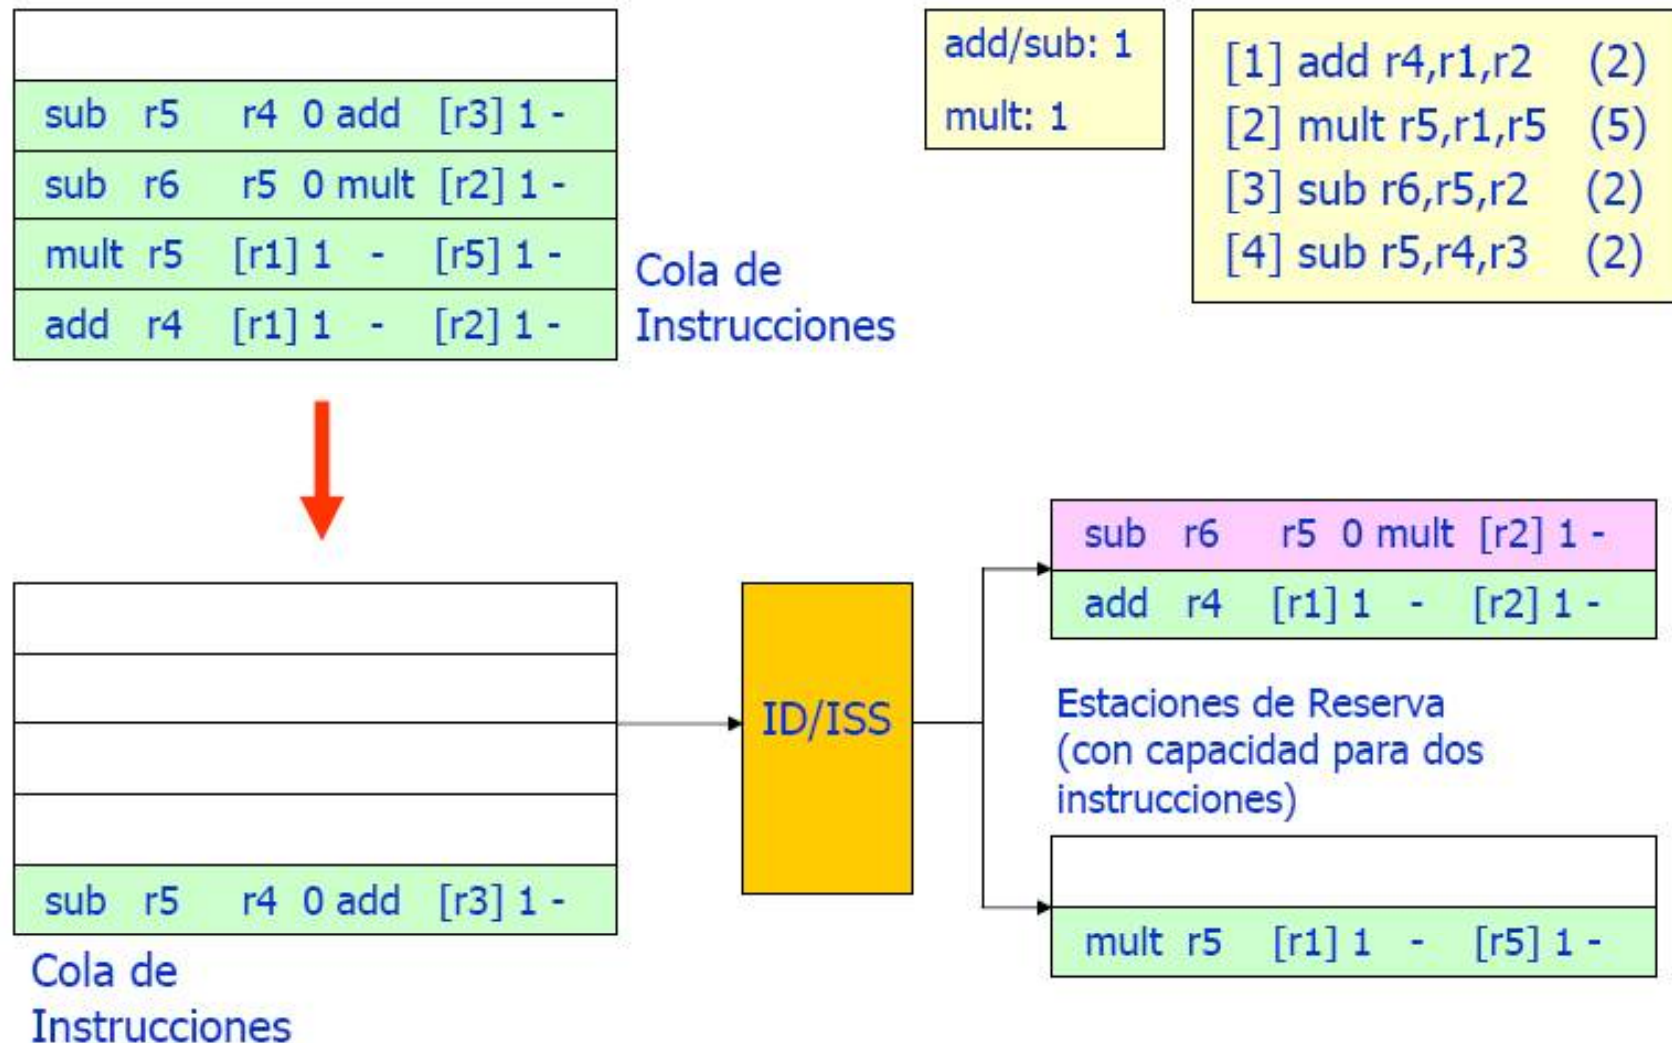 sub r5 r4 0 add [r3] 1 -
sub r6 r5 0 mult [r2] 1 -
mult r5 [r1] 1 - [r5] 1 -
add r4 [r1] 1 - [r2] 1 -
Cola de
Instrucciones
add/sub: 1
mult: 1
[1] add r4,r1,r2 (2)
[2] mult r5,r1,r5 (5)
[3] sub r6,r5,r2 (2)
[4] sub r5,r4,r3 (2)
sub r5 r4 0 add [r3] 1 -
Cola de
Instrucciones
ID/ISS
sub r6 r5 0 mult [r2] 1 -
add r4 [r1] 1 - [r2] 1 -
Estaciones de Reserva
(con capacidad para dos
instrucciones)
mult r5 [r1] 1 - [r5] 1 -